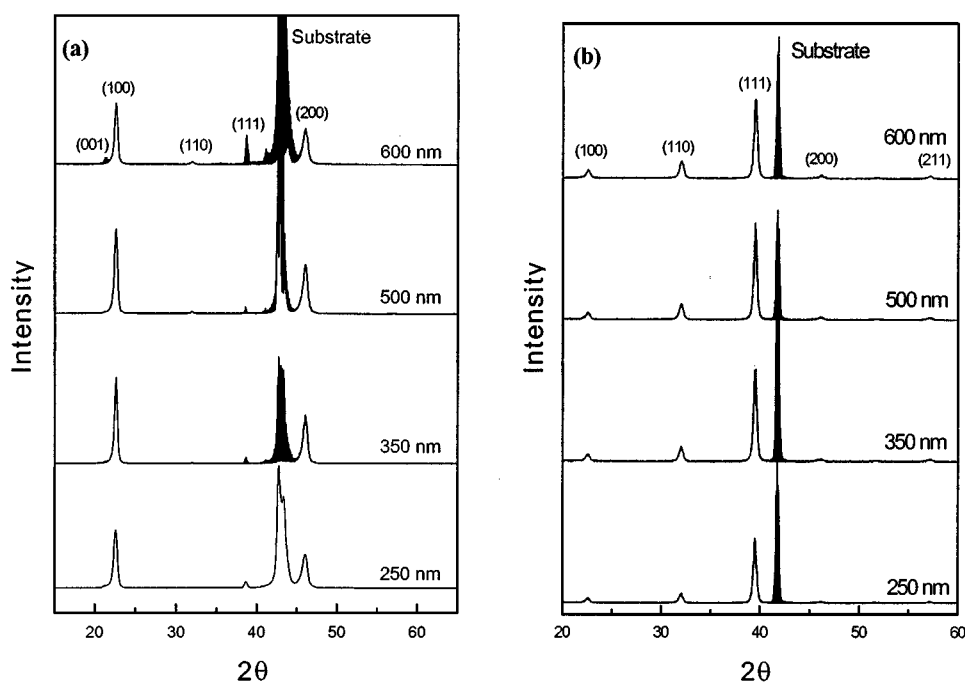 (a)
Substrate
(100)
(001)
(110)
(111)
(200)
600 nm
500 nm
350 nm
250 nm
Intensity
20 30 40 50 60
2θ
(b)
Substrate
(111)
(100)
(110)
(200)
(211)
600 nm
500 nm
350 nm
250 nm
Intensity
20 30 40 50 60
2θ